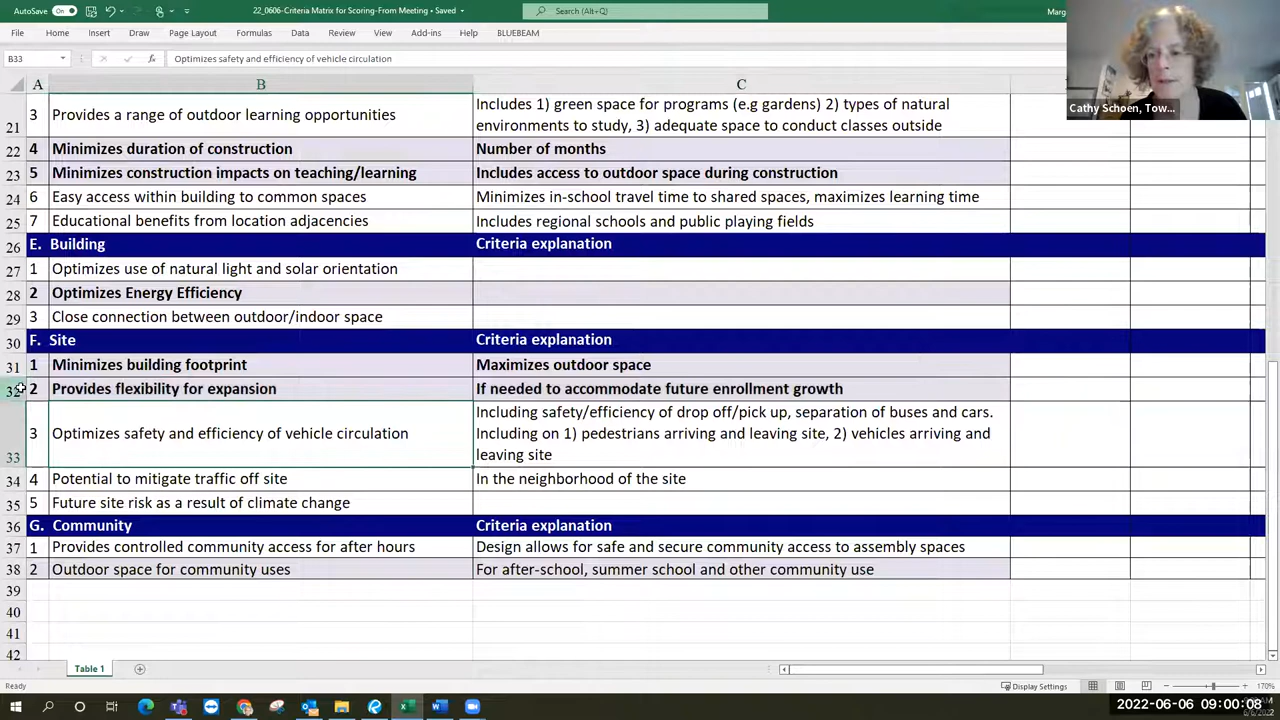 AutoSave On 22_0606-Criteria Matrix for Scoring-From Meeting • Saved Search (Alt+Q) Marg
File Home Insert Draw Page Layout Formulas Data Review View Add-ins Help BLUEBEAM
B33 fx Optimizes safety and efficiency of vehicle circulation
Cathy Schoen, Tow...
A B C
21 3 Provides a range of outdoor learning opportunities Includes 1) green space for programs (e.g gardens) 2) types of natural
environments to study, 3) adequate space to conduct classes outside
22 4 Minimizes duration of construction Number of months
23 5 Minimizes construction impacts on teaching/learning Includes access to outdoor space during construction
24 6 Easy access within building to common spaces Minimizes in-school travel time to shared spaces, maximizes learning time
25 7 Educational benefits from location adjacencies Includes regional schools and public playing fields
26 E. Building Criteria explanation
27 1 Optimizes use of natural light and solar orientation
28 2 Optimizes Energy Efficiency
29 3 Close connection between outdoor/indoor space
30 F. Site Criteria explanation
31 1 Minimizes building footprint Maximizes outdoor space
32 2 Provides flexibility for expansion If needed to accommodate future enrollment growth
33 3 Optimizes safety and efficiency of vehicle circulation Including safety/efficiency of drop off/pick up, separation of buses and cars.
Including on 1) pedestrians arriving and leaving site, 2) vehicles arriving and
leaving site
34 4 Potential to mitigate traffic off site In the neighborhood of the site
35 5 Future site risk as a result of climate change
36 G. Community Criteria explanation
37 1 Provides controlled community access for after hours Design allows for safe and secure community access to assembly spaces
38 2 Outdoor space for community uses For after-school, summer school and other community use
39
40
41
42
Table 1
Ready Display Settings 170%
2022-06-06 09:00:08